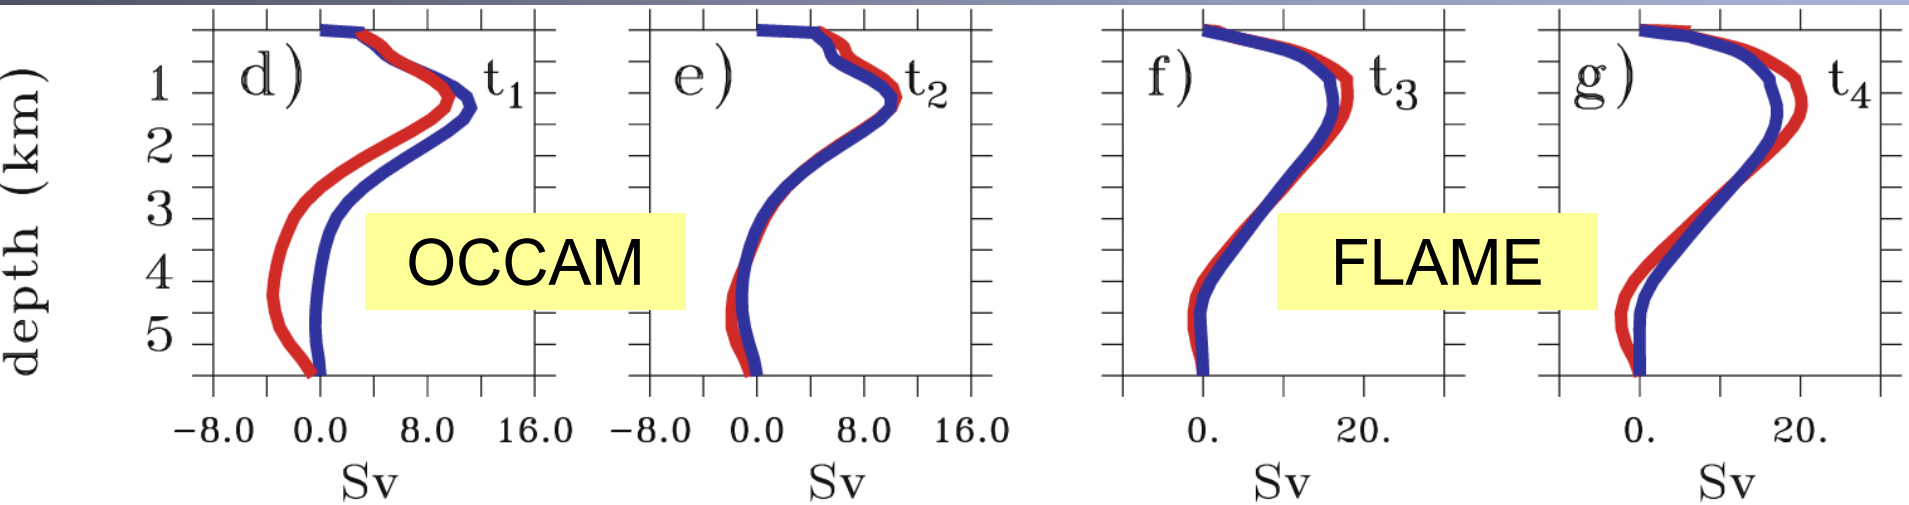 d) t₁
e) t₂
f) t₃
g) t₄
depth (km)
1
2
3
4
5
OCCAM
FLAME
-8.0 0.0 8.0 16.0
-8.0 0.0 8.0 16.0
0. 20.
0. 20.
Sv
Sv
Sv
Sv